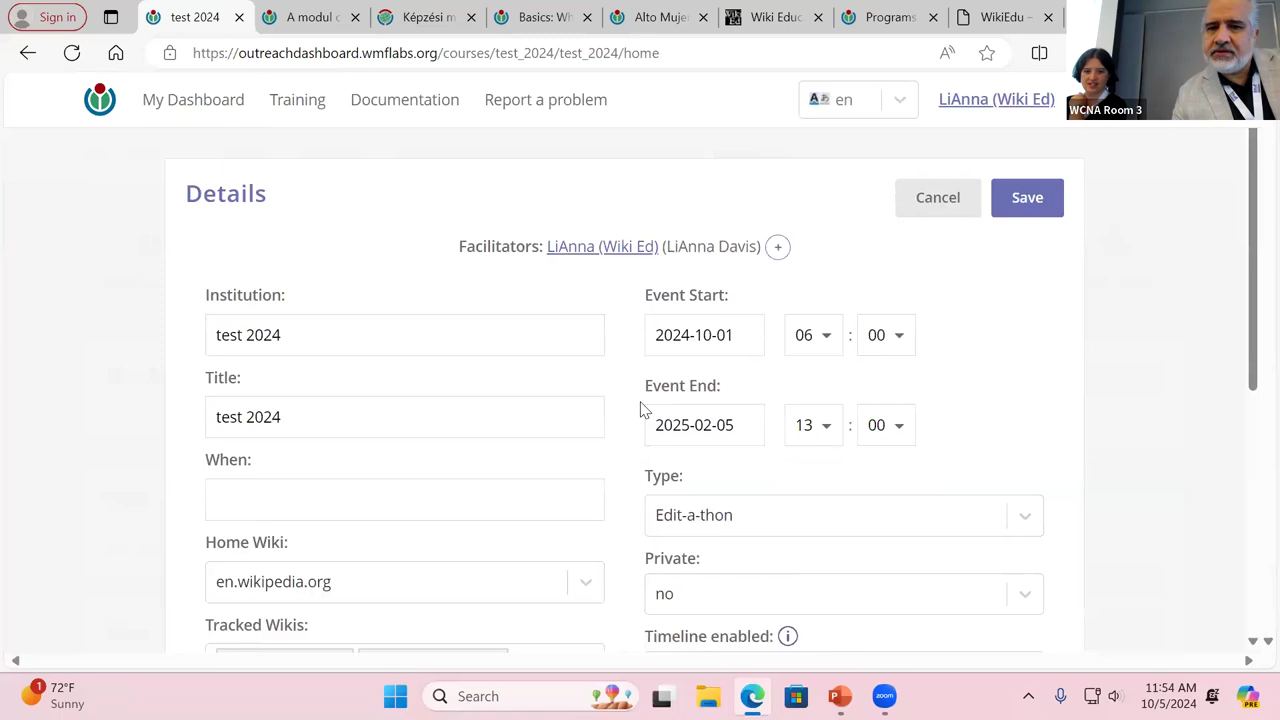 Sign in
test 2024
A modul c
Képzési m
Basics: Wh
Alto Muje
Wiki Educ
Programs
WikiEdu –
https://outreachdashboard.wmflabs.org/courses/test_2024/test_2024/home
My Dashboard
Training
Documentation
Report a problem
en
LiAnna (Wiki Ed)
WCNA Room 3
Details
Cancel
Save
Facilitators: LiAnna (Wiki Ed) (LiAnna Davis) +
Institution:
test 2024
Title:
test 2024
When:
Home Wiki:
en.wikipedia.org
Tracked Wikis:
Event Start:
2024-10-01 06 : 00
Event End:
2025-02-05 13 : 00
Type:
Edit-a-thon
Private:
no
Timeline enabled: i
1
72°F
Sunny
Search
zoom
11:54 AM
10/5/2024
PRE